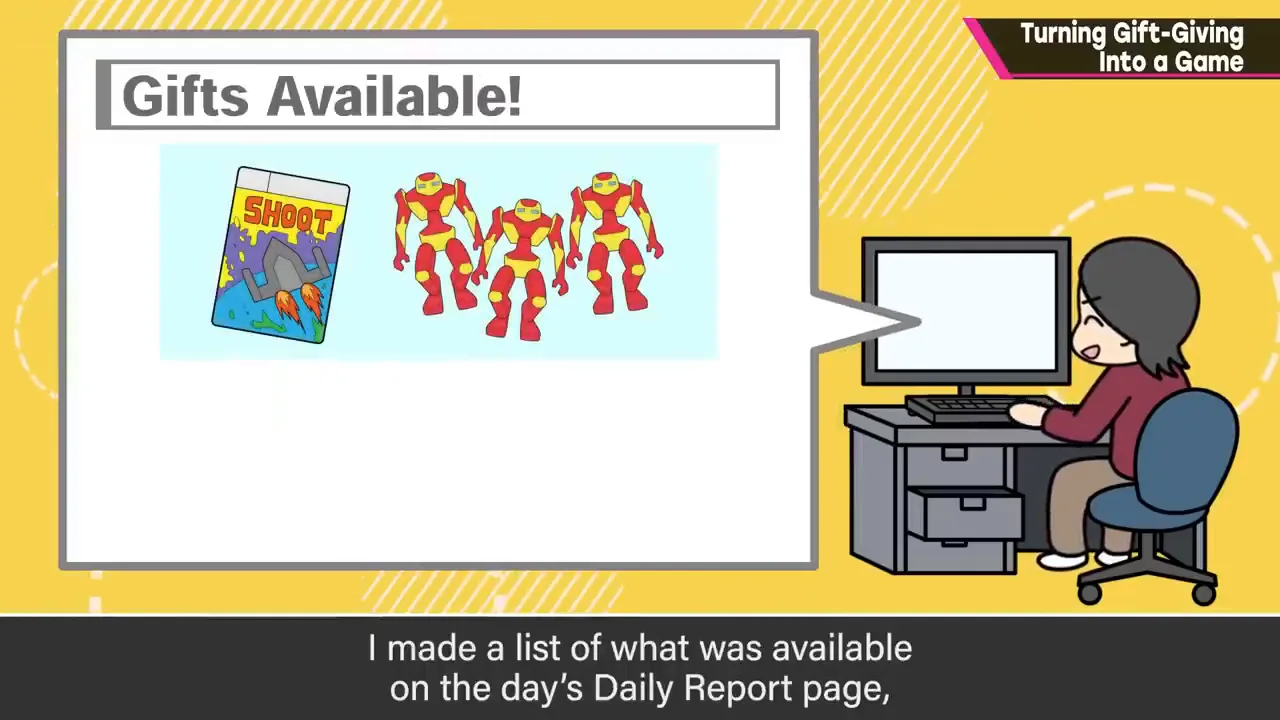 Turning Gift-Giving
Into a Game
Gifts Available!
SHOOT
I made a list of what was available
on the day's Daily Report page,